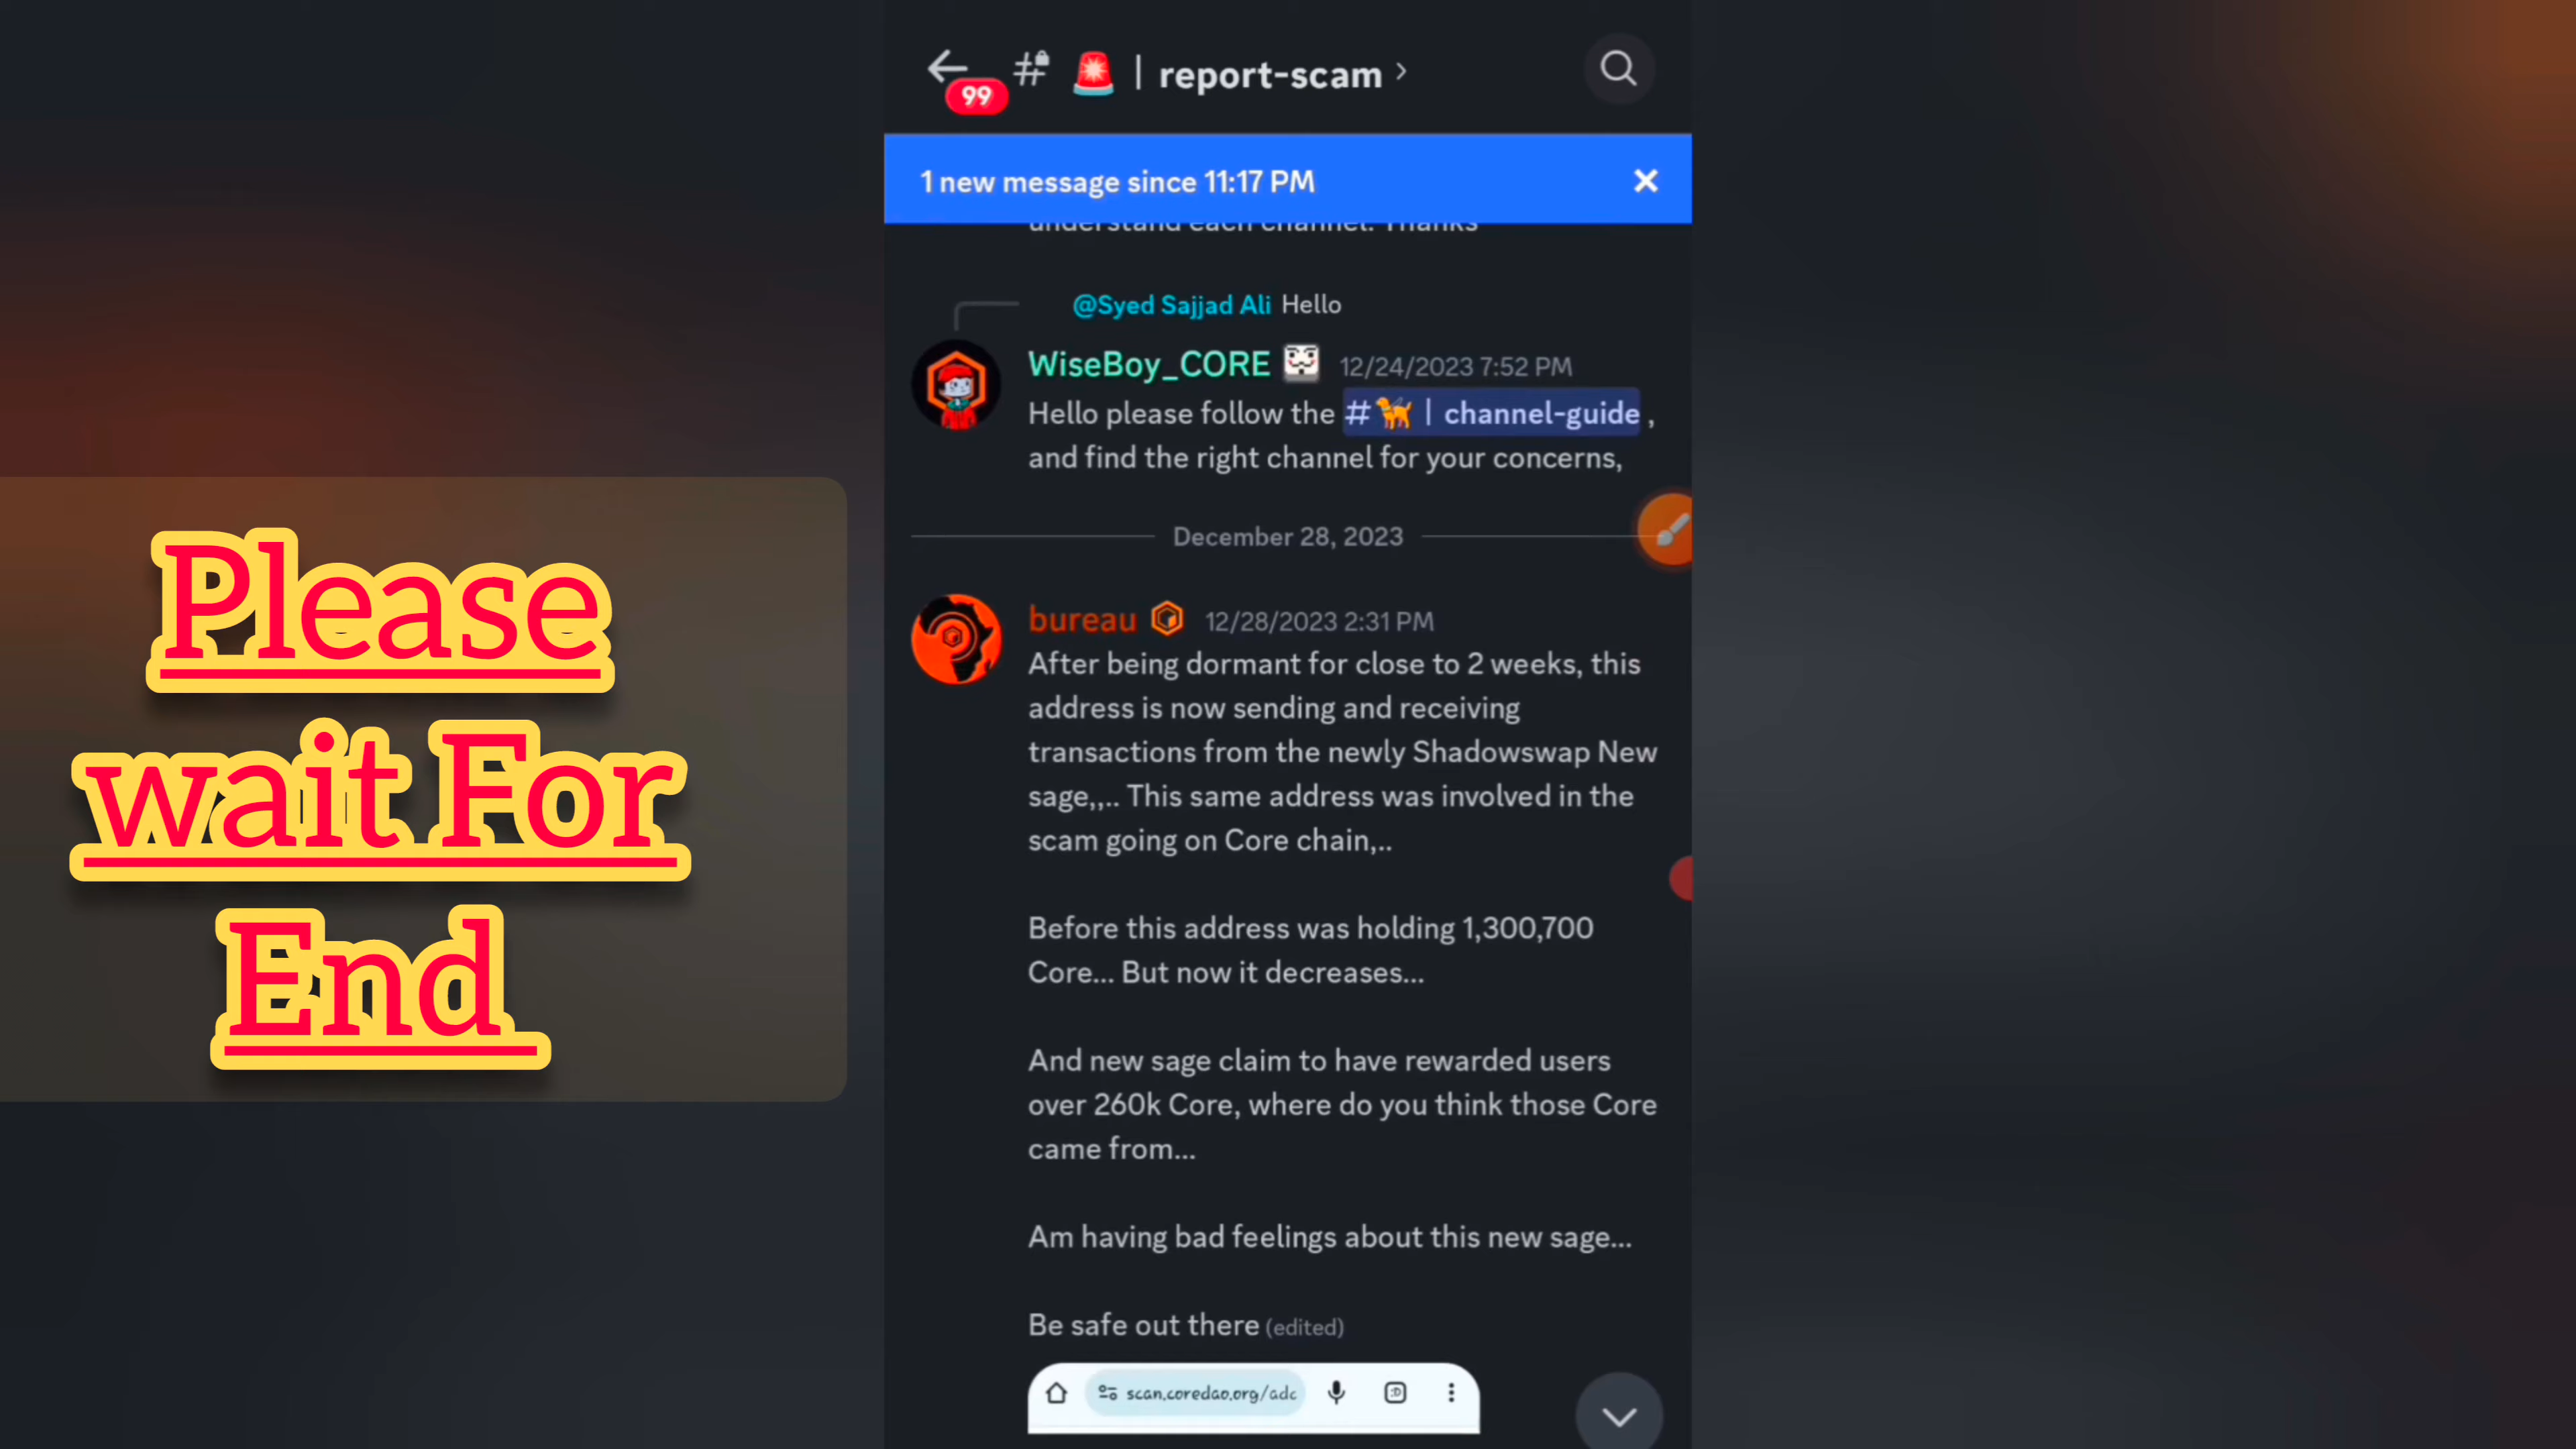 99
# | report-scam
1 new message since 11:17 PM
understand each channel. Thanks
@Syed Sajjad Ali Hello
WiseBoy_CORE 12/24/2023 7:52 PM
Hello please follow the # | channel-guide ,
and find the right channel for your concerns,
December 28, 2023
bureau 12/28/2023 2:31 PM
After being dormant for close to 2 weeks, this
address is now sending and receiving
transactions from the newly Shadowswap New
sage,,.. This same address was involved in the
scam going on Core chain,..
Before this address was holding 1,300,700
Core... But now it decreases...
And new sage claim to have rewarded users
over 260k Core, where do you think those Core
came from...
Am having bad feelings about this new sage...
Be safe out there (edited)
scan.coredao.org/adc
:D
Please
wait For
End